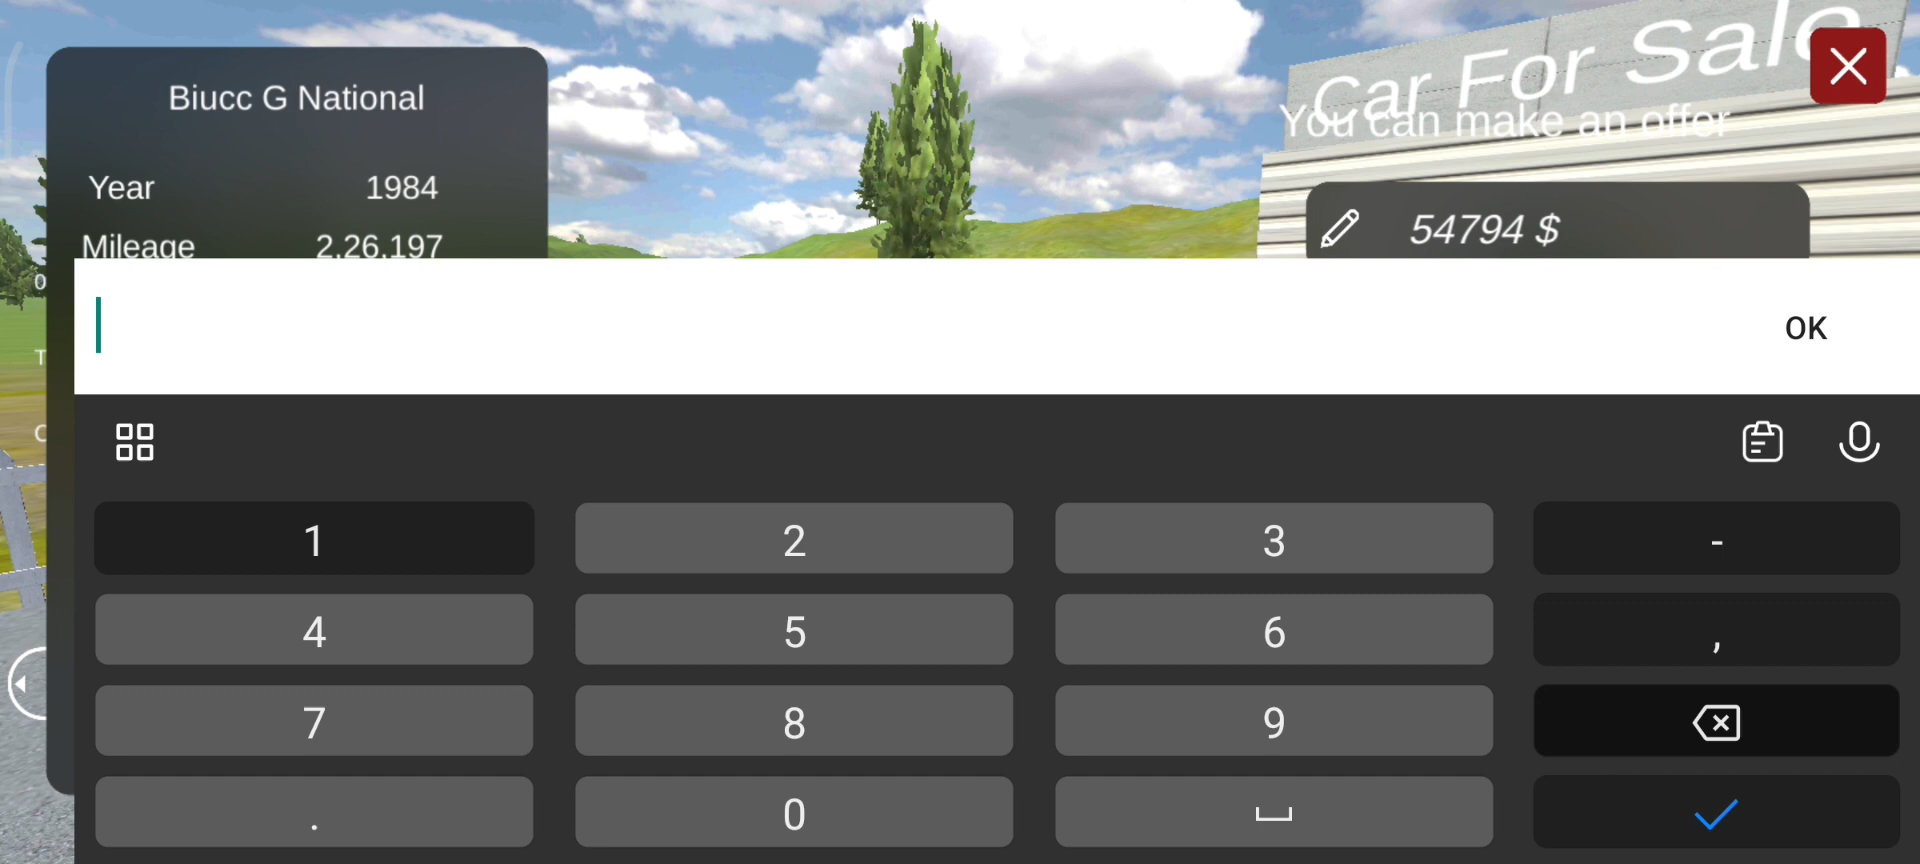 Biucc G National
Year 1984
Mileage 2,26,197
Car For Sale
You can make an offer
54794 $
OK
1 2 3 -
4 5 6 ,
7 8 9
. 0